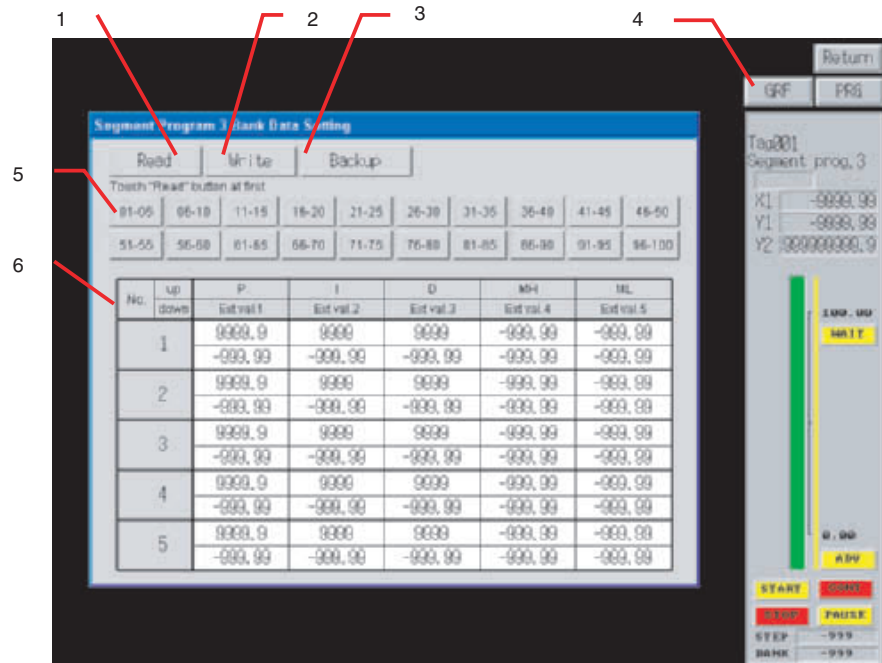 1
2
3
4
Return
GRF PRG
Segment Program 3 Bank Data Setting
Read Write Backup
Touch "Read" button at first
5
01-05 06-10 11-15 16-20 21-25 26-30 31-35 36-40 41-45 46-50
51-55 56-60 61-65 66-70 71-75 76-80 81-85 86-90 91-95 96-100
6
No. up P I D MH ML
down Ext val.1 Ext val.2 Ext val.3 Ext val.4 Ext val.5
1 9999.9 9999 9999 -999.99 -999.99
-999.99 -999.99 -999.99 -999.99 -999.99
2 9999.9 9999 9999 -999.99 -999.99
-999.99 -999.99 -999.99 -999.99 -999.99
3 9999.9 9999 9999 -999.99 -999.99
-999.99 -999.99 -999.99 -999.99 -999.99
4 9999.9 9999 9999 -999.99 -999.99
-999.99 -999.99 -999.99 -999.99 -999.99
5 9999.9 9999 9999 -999.99 -999.99
-999.99 -999.99 -999.99 -999.99 -999.99
Tag001
Segment prog.3
X1 -9999.99
Y1 -9999.99
Y2 999999999.9
100.00
WAIT
0.00
ADV
START
STOP PAUSE
STEP -999
BANK -999